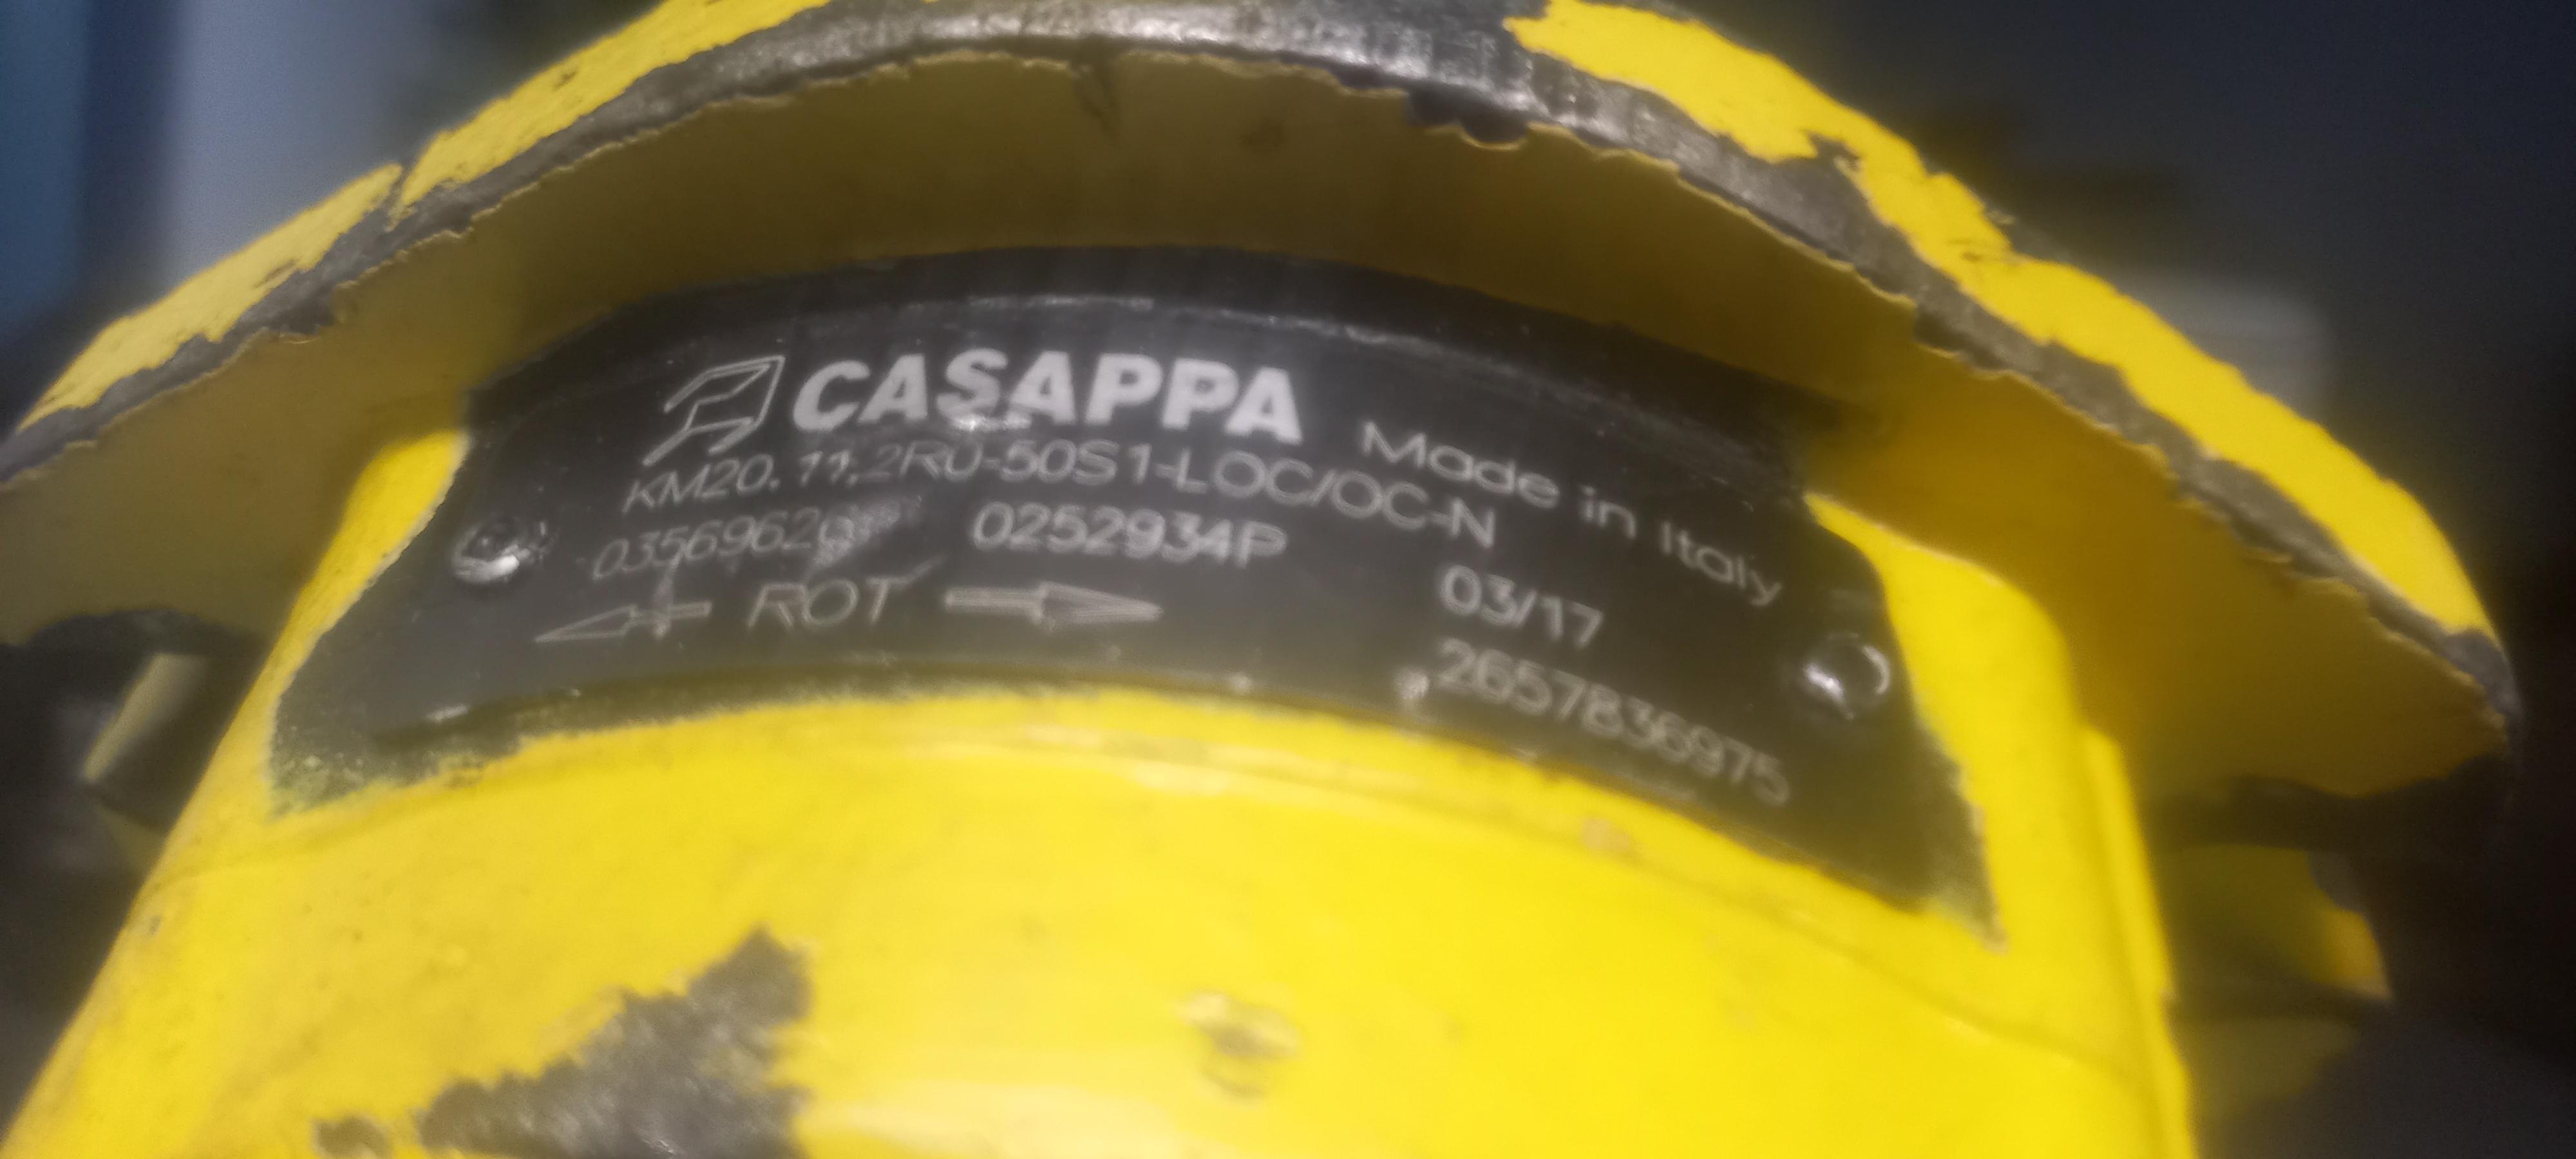 CASAPPA
Made in Italy
KM20.11,2R0-50S1-LOC/OC-N
0252934P
03/17
ROT
2657836975